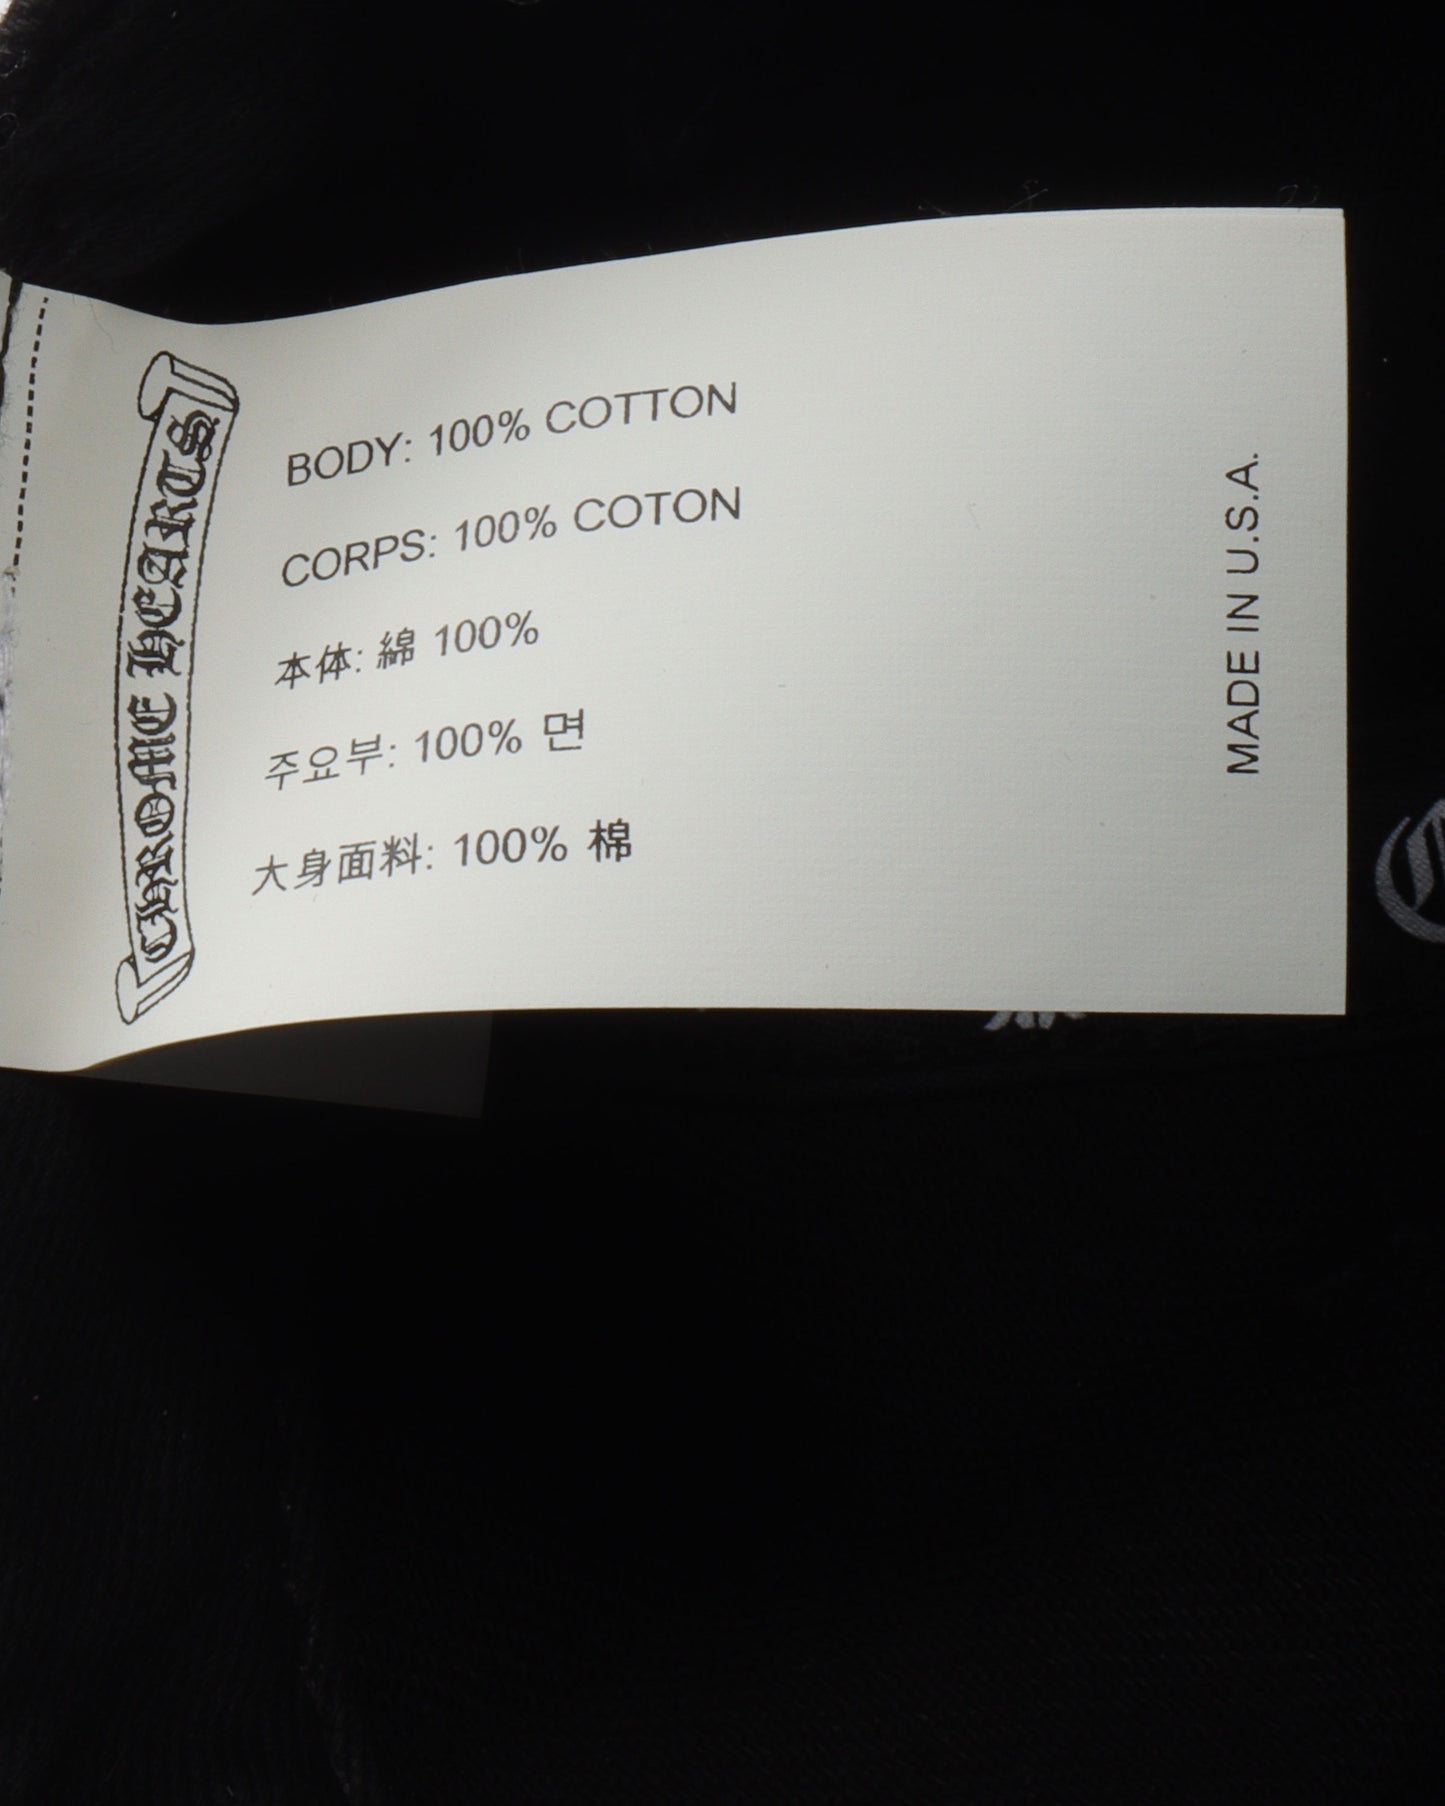 CHROME HEARTS
BODY: 100% COTTON
CORPS: 100% COTON
本体: 綿 100%
주요부: 100% 면
大身面料: 100% 棉
MADE IN U.S.A.